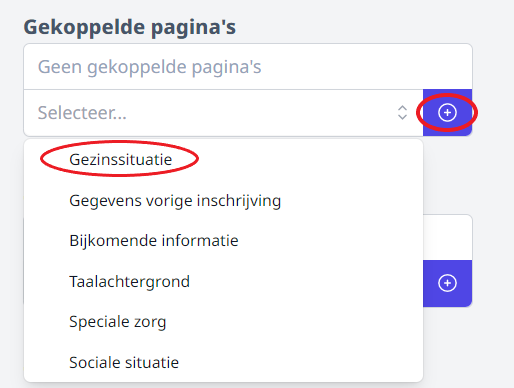 Gekoppelde pagina's
Geen gekoppelde pagina's
Selecteer...
Gezinssituatie
Gegevens vorige inschrijving
Bijkomende informatie
Taalachtergrond
Speciale zorg
Sociale situatie